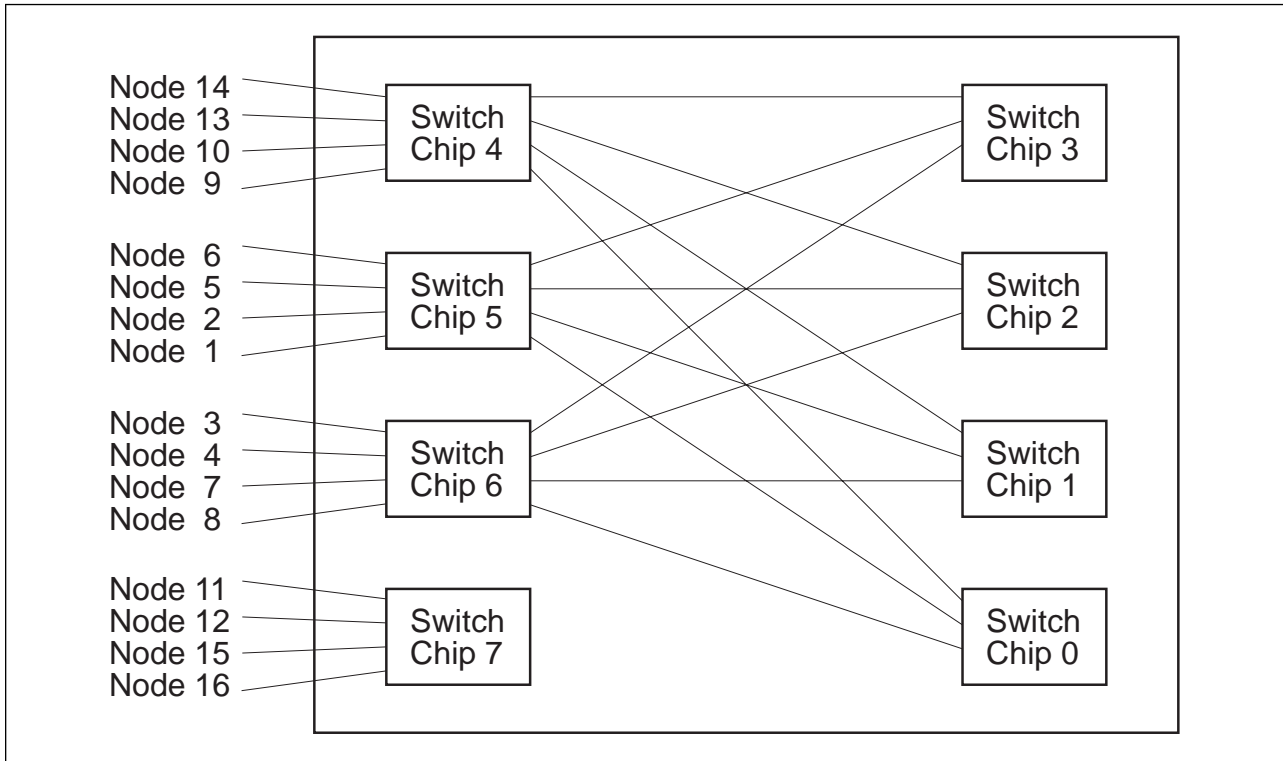 Node 14
Node 13
Node 10
Node 9
Switch
Chip 4
Switch
Chip 3
Node 6
Node 5
Node 2
Node 1
Switch
Chip 5
Switch
Chip 2
Node 3
Node 4
Node 7
Node 8
Switch
Chip 6
Switch
Chip 1
Node 11
Node 12
Node 15
Node 16
Switch
Chip 7
Switch
Chip 0